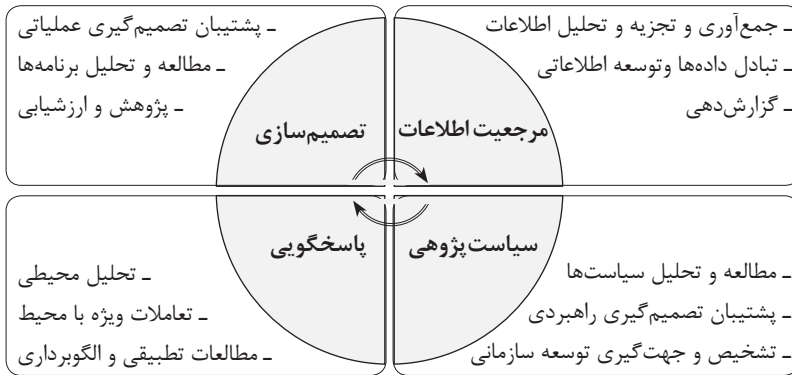 ـ جمع‌آوری و تجزیه و تحلیل اطلاعات
ـ تبادل داده‌ها وتوسعه اطلاعاتی
ـ گزارش‌دهی
مرجعیت اطلاعات
ـ پشتیبان تصمیم‌گیری عملیاتی
ـ مطالعه و تحلیل برنامه‌ها
ـ پژوهش و ارزشیابی
تصمیم‌سازی
سیاست‌پژوهی
ـ مطالعه و تحلیل سیاست‌ها
ـ پشتیبان تصمیم‌گیری راهبردی
ـ تشخیص و جهت‌گیری توسعه سازمانی
پاسخگویی
ـ تحلیل محیطی
ـ تعاملات ویژه با محیط
ـ مطالعات تطبیقی و الگوبرداری